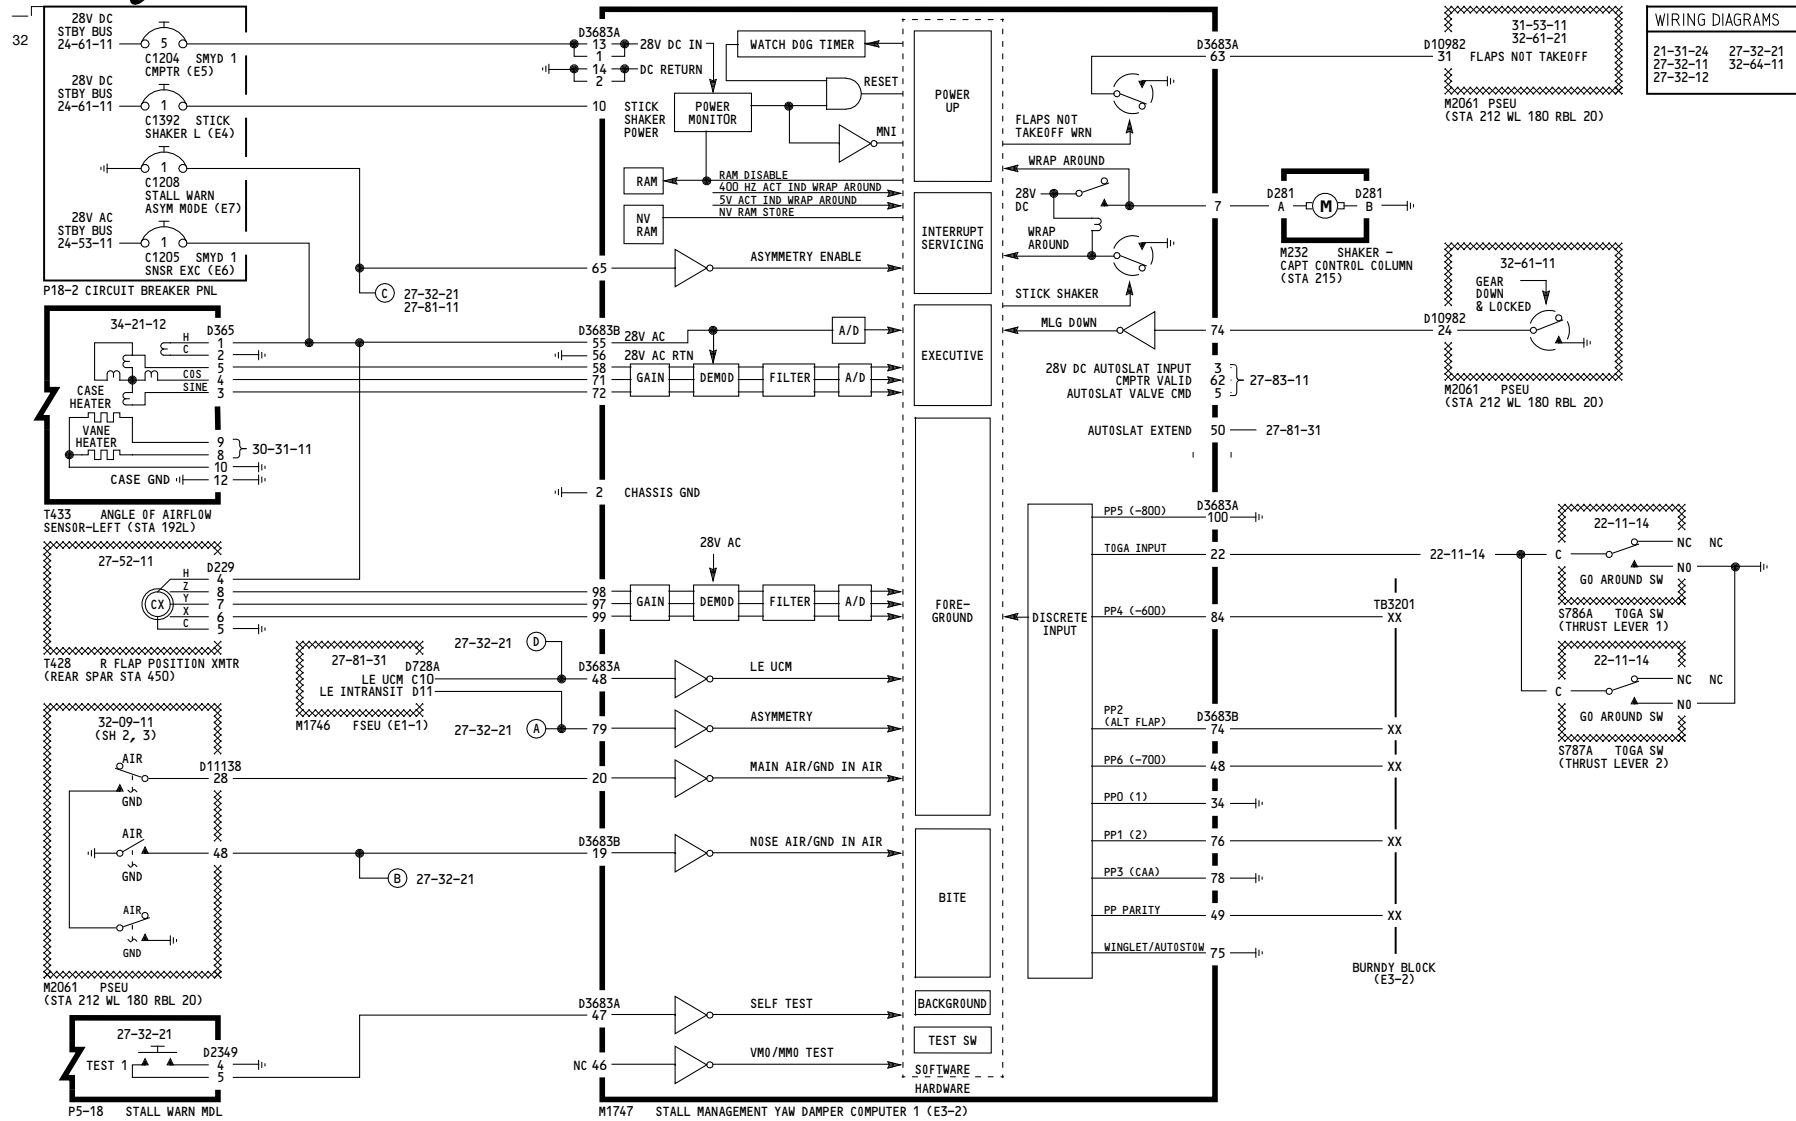 32
28V DC
STBY BUS
24-61-11
5
C1204 SMYD 1
CMPTR (E5)
28V DC
STBY BUS
24-61-11
1
C1392 STICK
SHAKER L (E4)
1
C1208
STALL WARN
ASYM MODE (E7)
28V AC
STBY BUS
24-53-11
1
C1205 SMYD 1
SNSR EXC (E6)
P18-2 CIRCUIT BREAKER PNL
C 27-32-21
27-81-11
34-21-12
D365
H 1
C 2
5
COS 4
SINE 3
CASE
HEATER
VANE
HEATER
9
8
30-31-11
10
CASE GND 12
T433 ANGLE OF AIRFLOW
SENSOR-LEFT (STA 192L)
27-52-11
D229
CX
H 4
Z 8
Y 7
X 6
C 5
T428 R FLAP POSITION XMTR
(REAR SPAR STA 450)
27-81-31
D728A
LE UCM C10
LE INTRANSIT D11
M1746 FSEU (E1-1)
27-32-21 D
27-32-21 A
32-09-11
(SH 2, 3)
AIR
D11138
28
GND
AIR
48
GND
AIR
GND
B 27-32-21
M2061 PSEU
(STA 212 WL 180 RBL 20)
27-32-21
D2349
TEST 1 4
5
P5-18 STALL WARN MDL
D3683A
13 28V DC IN
1
14 DC RETURN
2
10 STICK
SHAKER
POWER
WATCH DOG TIMER
POWER
MONITOR
RESET
MNI
RAM
RAM DISABLE
400 HZ ACT IND WRAP AROUND
5V ACT IND WRAP AROUND
NV RAM STORE
NV
RAM
65 ASYMMETRY ENABLE
D3683B
55 28V AC
56 28V AC RTN
58
71
72
A/D
GAIN DEMOD FILTER A/D
2 CHASSIS GND
28V AC
98
97
99
GAIN DEMOD FILTER A/D
D3683A
48 LE UCM
79 ASYMMETRY
20 MAIN AIR/GND IN AIR
D3683B
19 NOSE AIR/GND IN AIR
D3683A
47 SELF TEST
NC 46 VMO/MMO TEST
M1747 STALL MANAGEMENT YAW DAMPER COMPUTER 1 (E3-2)
POWER
UP
INTERRUPT
SERVICING
EXECUTIVE
FORE-
GROUND
BITE
BACKGROUND
TEST SW
SOFTWARE
HARDWARE
FLAPS NOT
TAKEOFF WRN
WRAP AROUND
28V
DC
WRAP
AROUND
STICK SHAKER
MLG DOWN
28V DC AUTOSLAT INPUT 3
CMPTR VALID 62
AUTOSLAT VALVE CMD 5
27-83-11
AUTOSLAT EXTEND 50 27-81-31
D3683A
63
7
74
DISCRETE
INPUT
PP5 (-800) D3683A
100
TOGA INPUT 22
PP4 (-600) 84
PP2
(ALT FLAP) D3683B
74
PP6 (-700) 48
PP0 (1) 34
PP1 (2) 76
PP3 (CAA) 78
PP PARITY 49
WINGLET/AUTOSTOW 75
22-11-14
TB3201
XX
XX
XX
XX
XX
BURNDY BLOCK
(E3-2)
D10982
31
31-53-11
32-61-21
FLAPS NOT TAKEOFF
M2061 PSEU
(STA 212 WL 180 RBL 20)
D281
A
M
D281
B
M232 SHAKER -
CAPT CONTROL COLUMN
(STA 215)
32-61-11
GEAR
DOWN
& LOCKED
D10982
24
M2061 PSEU
(STA 212 WL 180 RBL 20)
22-11-14
C
NC NC
NO
GO AROUND SW
S786A TOGA SW
(THRUST LEVER 1)
22-11-14
C
NC NC
NO
GO AROUND SW
S787A TOGA SW
(THRUST LEVER 2)
WIRING DIAGRAMS
21-31-24 27-32-21
27-32-11 32-64-11
27-32-12